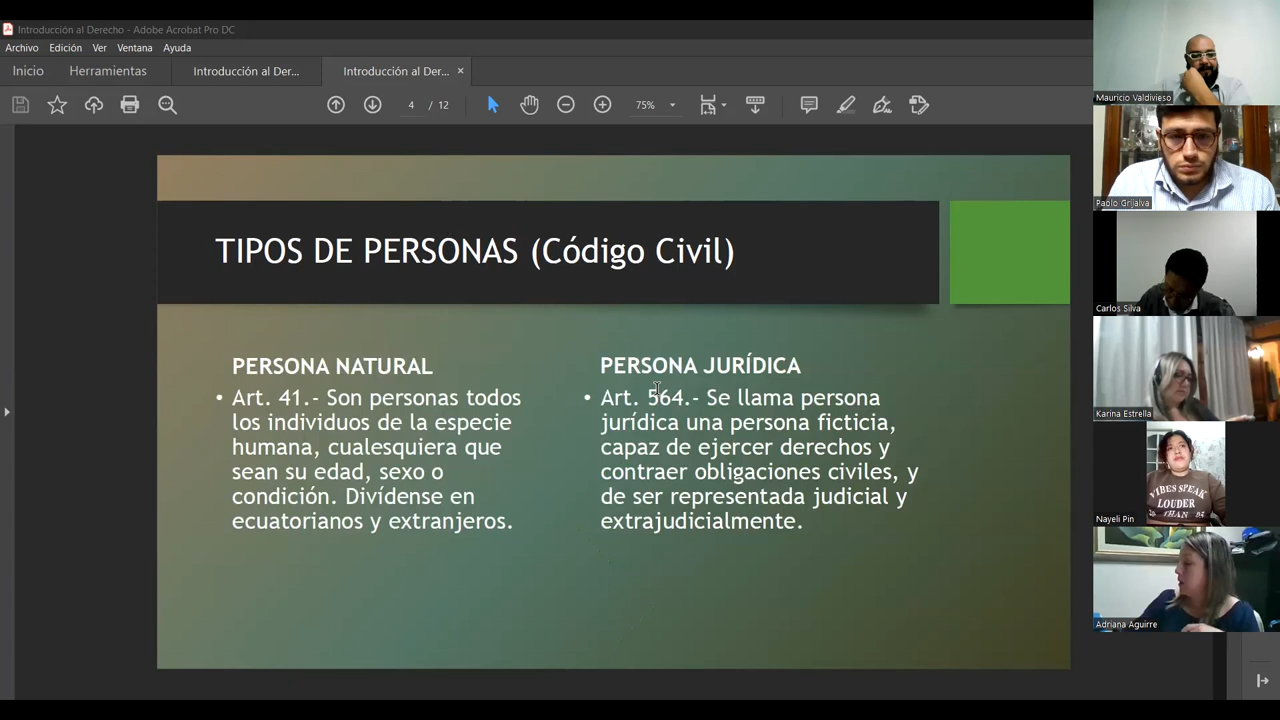 Introducción al Derecho - Adobe Acrobat Pro DC
Archivo Edición Ver Ventana Ayuda
Inicio Herramientas Introducción al Der... Introducción al Der... ×
4 / 12 75%
TIPOS DE PERSONAS (Código Civil)
PERSONA NATURAL
• Art. 41.- Son personas todos
los individuos de la especie
humana, cualesquiera que
sean su edad, sexo o
condición. Divídense en
ecuatorianos y extranjeros.
PERSONA JURÍDICA
• Art. 564.- Se llama persona
jurídica una persona ficticia,
capaz de ejercer derechos y
contraer obligaciones civiles, y
de ser representada judicial y
extrajudicialmente.
Mauricio Valdivieso
Paolo Grijalva
Carlos Silva
Karina Estrella
VIBES SPEAK
LOUDER
THAN
Nayeli Pin
Adriana Aguirre